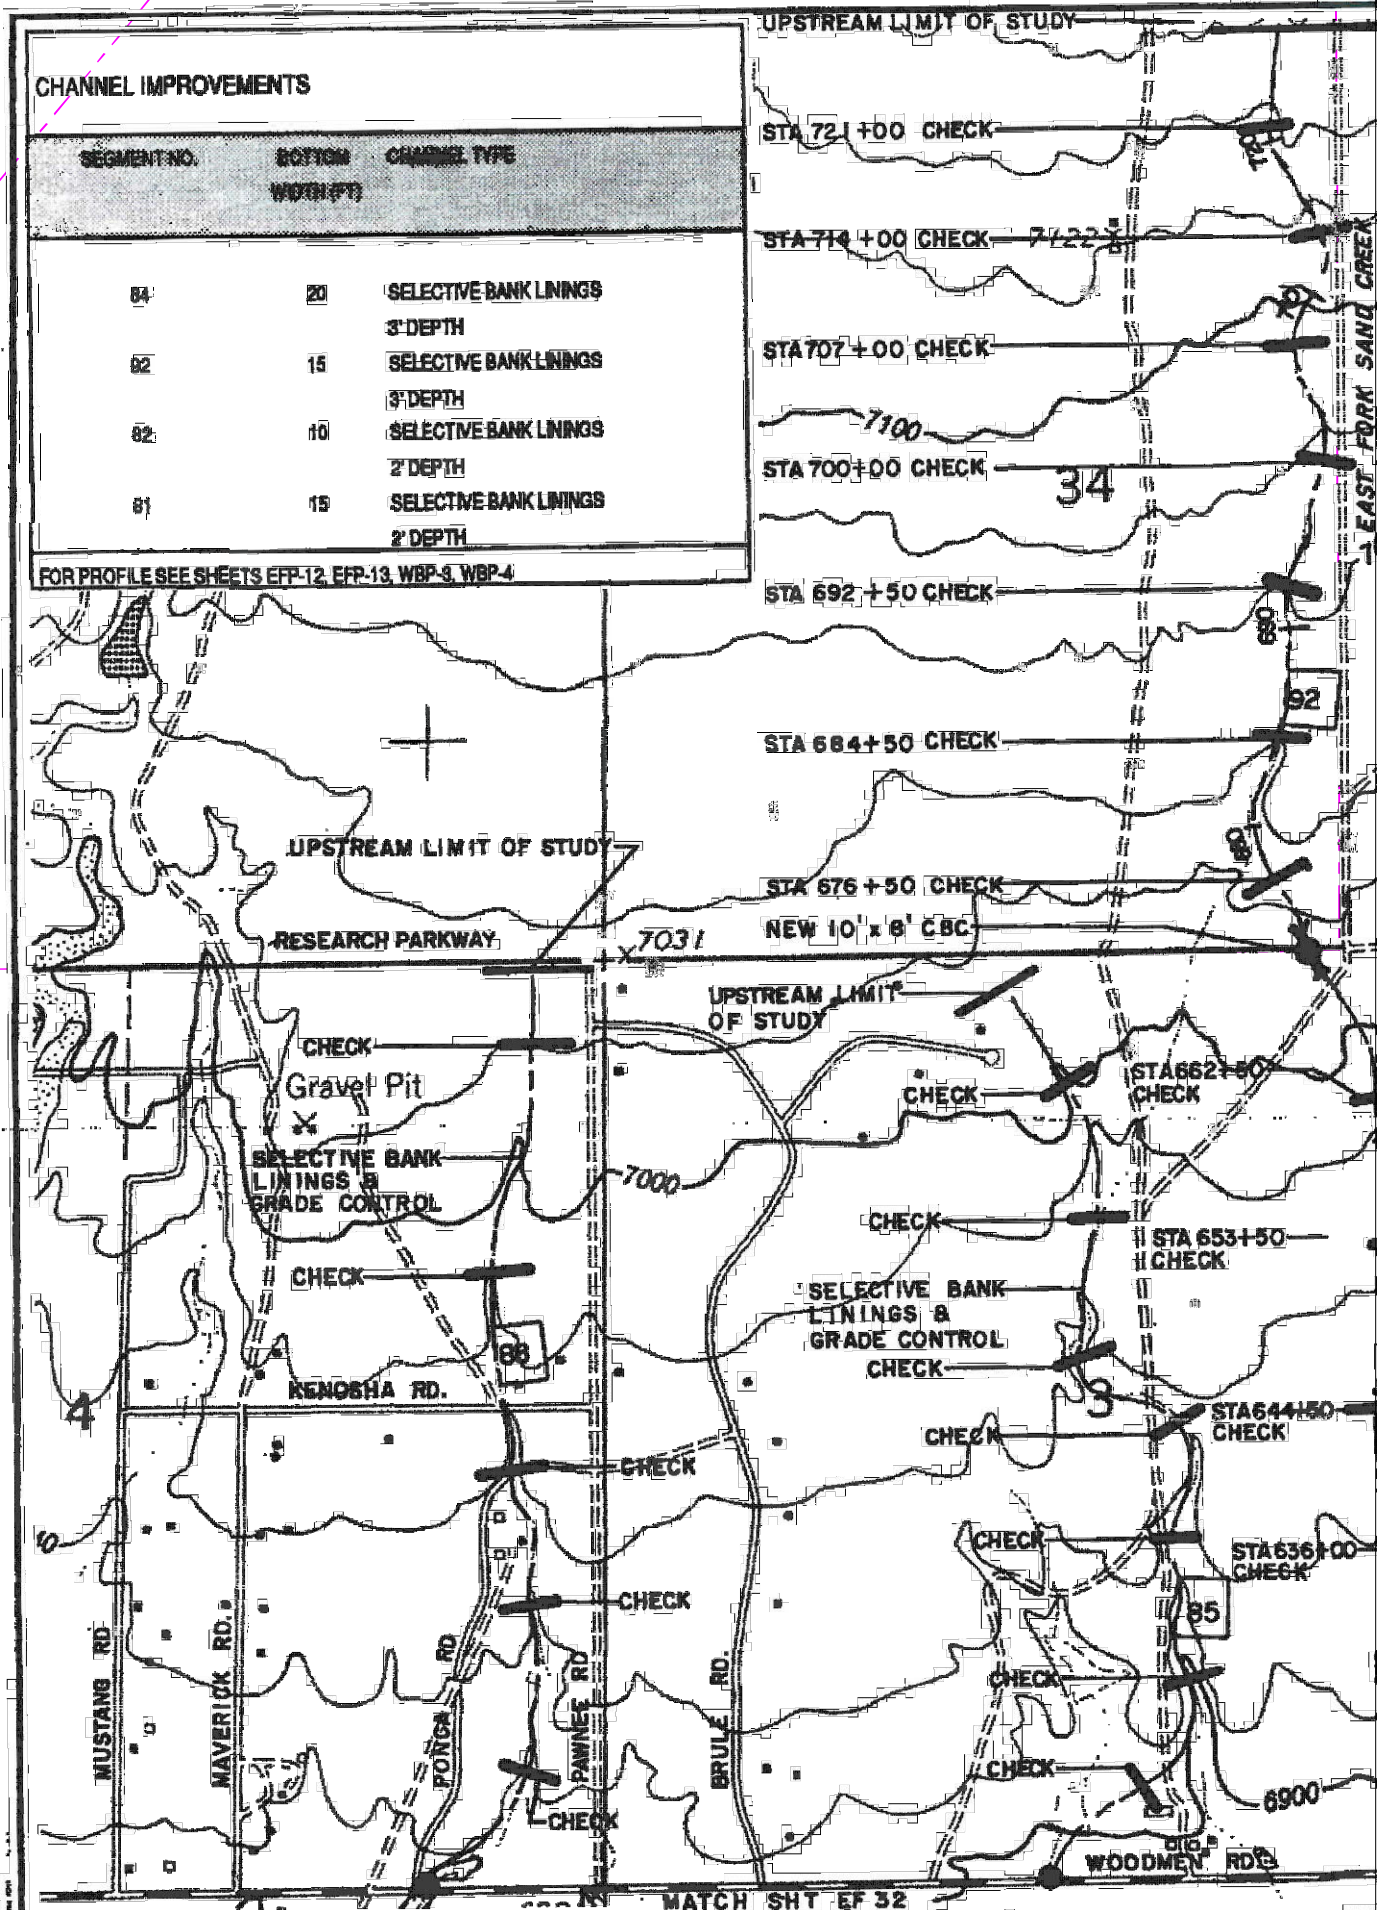 CHANNEL IMPROVEMENTS
SEGMENT NO. BOTTOM CHANNEL TYPE
WIDTH (FT)
84 20 SELECTIVE BANK LININGS
3' DEPTH
92 15 SELECTIVE BANK LININGS
3' DEPTH
82 10 SELECTIVE BANK LININGS
2' DEPTH
81 15 SELECTIVE BANK LININGS
2' DEPTH
FOR PROFILE SEE SHEETS EFP-12, EFP-13, WBP-3, WBP-4
UPSTREAM LIMIT OF STUDY
STA 721+00 CHECK
720
STA 714+00 CHECK
7122
EAST FORK SAND CREEK
STA 707+00 CHECK
7100
STA 700+00 CHECK
34
STA 692+50 CHECK
690
92
STA 684+50 CHECK
UPSTREAM LIMIT OF STUDY
680
STA 676+50 CHECK
NEW 10' x 8' CBC
RESEARCH PARKWAY
7031
UPSTREAM LIMIT
OF STUDY
CHECK
Gravel Pit
STA 662+50
CHECK
CHECK
SELECTIVE BANK
LININGS &
GRADE CONTROL
7000
CHECK
STA 653+50
CHECK
CHECK
SELECTIVE BANK
LININGS &
GRADE CONTROL
86
CHECK
KENOSHA RD.
4
3
STA 644+50
CHECK
CHECK
CHECK
CHECK
STA 636+00
CHECK
CHECK
85
MUSTANG RD
MAVERICK RD.
PONCA RD
PAWNEE RD
BRULE RD.
CHECK
CHECK
6900
CHECK
WOODMEN RD
MATCH SHT EF 32